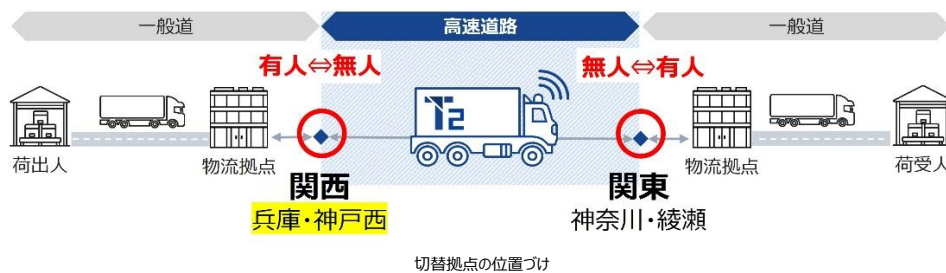 一般道
高速道路
一般道
有人⇔無人
無人⇔有人
T2
荷出人
物流拠点
物流拠点
荷受人
関西
関東
兵庫・神戸西
神奈川・綾瀬
切替拠点の位置づけ